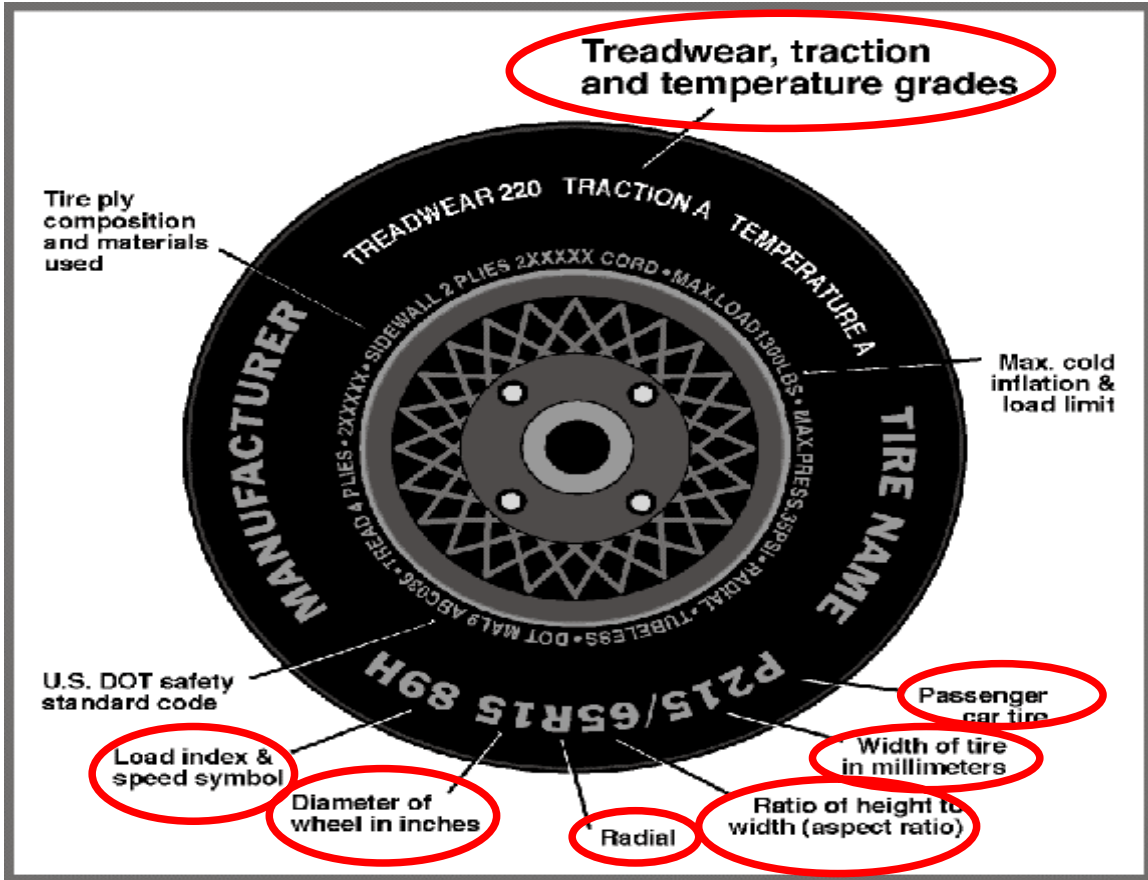 Treadwear, traction
and temperature grades
Tire ply
composition
and materials
used
TREADWEAR 220 TRACTION A TEMPERATURE A
SIDEWALL 2 PLIES 2XXXXX CORD • MAX.LOAD1300LBS • MAX.PRESS.35PSI • RADIAL • TUBELESS • DOT MAL9 ABC036 • TREAD 4 PLIES • 2XXXXX •
MANUFACTURER
TIRE NAME
Max. cold
inflation &
load limit
P215/65R15 89H
U.S. DOT safety
standard code
Passenger
car tire
Load index &
speed symbol
Width of tire
in millimeters
Diameter of
wheel in inches
Radial
Ratio of height to
width (aspect ratio)